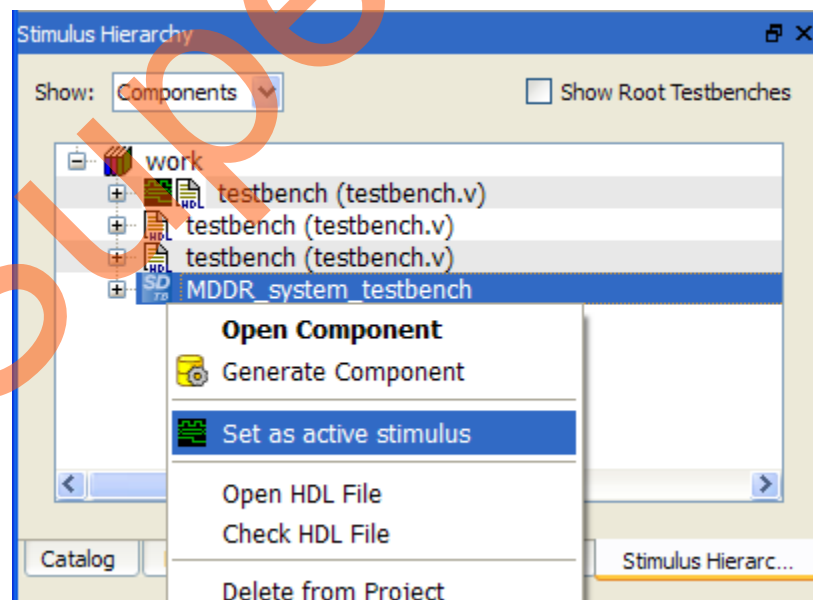 Stimulus Hierarchy
Show: Components Show Root Testbenches
work
testbench (testbench.v)
testbench (testbench.v)
testbench (testbench.v)
MDDR_system_testbench
Open Component
Generate Component
Set as active stimulus
Open HDL File
Check HDL File
Delete from Project
Catalog Stimulus Hierarc...